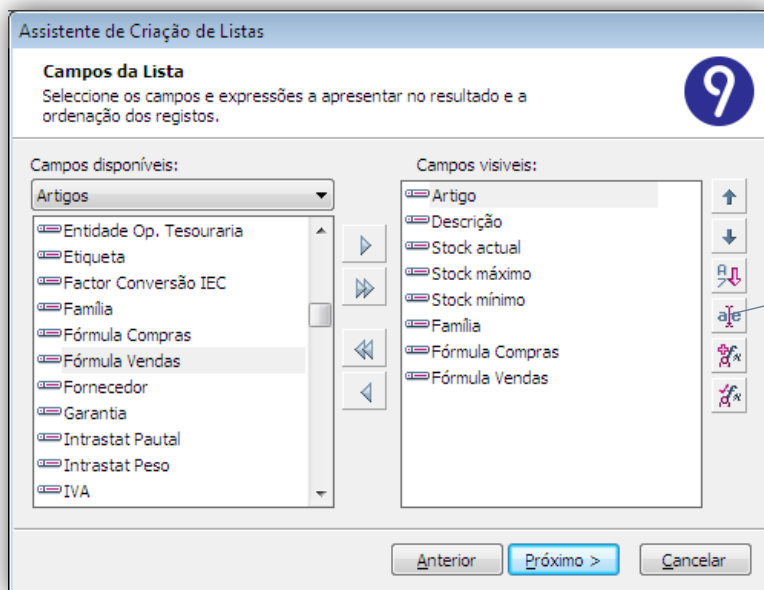 Assistente de Criação de Listas
Campos da Lista
Seleccione os campos e expressões a apresentar no resultado e a
ordenação dos registos.
9
Campos disponíveis:
Artigos
Entidade Op. Tesouraria
Etiqueta
Factor Conversão IEC
Família
Fórmula Compras
Fórmula Vendas
Fornecedor
Garantia
Intrastat Pautal
Intrastat Peso
IVA
Campos visiveis:
Artigo
Descrição
Stock actual
Stock máximo
Stock mínimo
Família
Fórmula Compras
Fórmula Vendas
Anterior
Próximo >
Cancelar